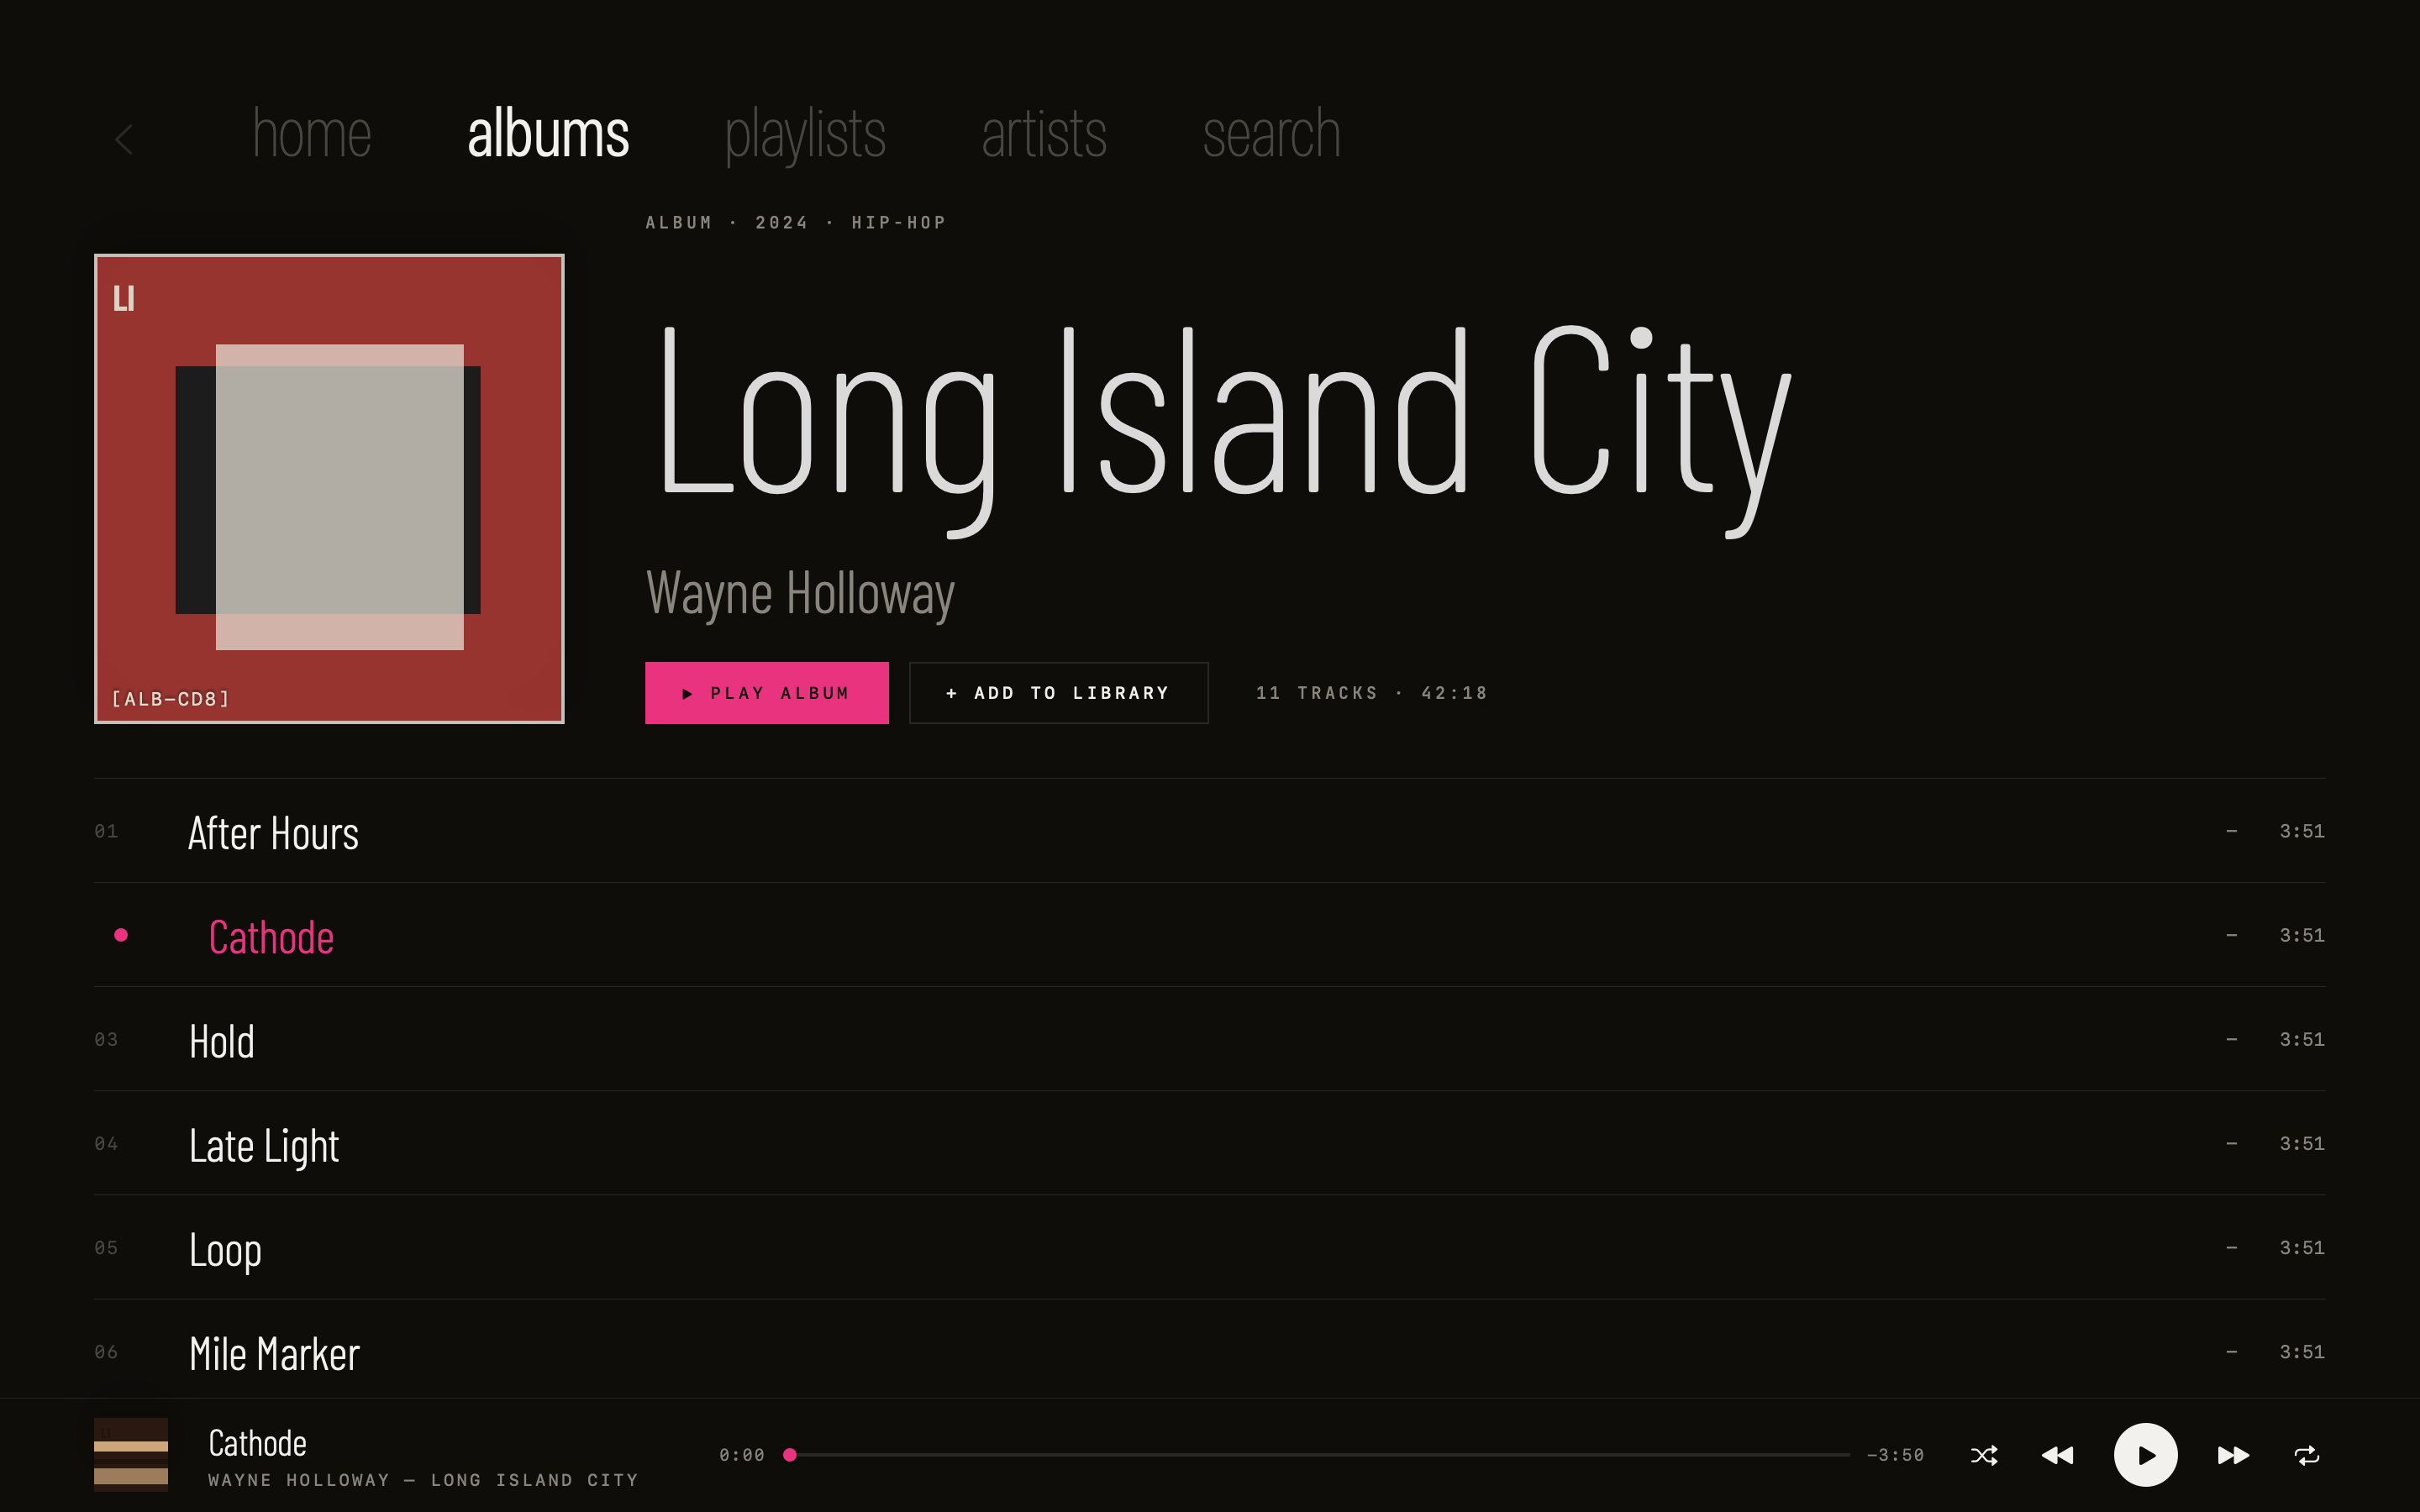 home albums playlists artists search
ALBUM · 2024 · HIP-HOP
LI
Long Island City
Wayne Holloway
[ALB—CD8]
▶ PLAY ALBUM
+ ADD TO LIBRARY
11 TRACKS · 42:18
01 After Hours — 3:51
Cathode — 3:51
03 Hold — 3:51
04 Late Light — 3:51
05 Loop — 3:51
06 Mile Marker — 3:51
Cathode
WAYNE HOLLOWAY — LONG ISLAND CITY
0:00 —3:50